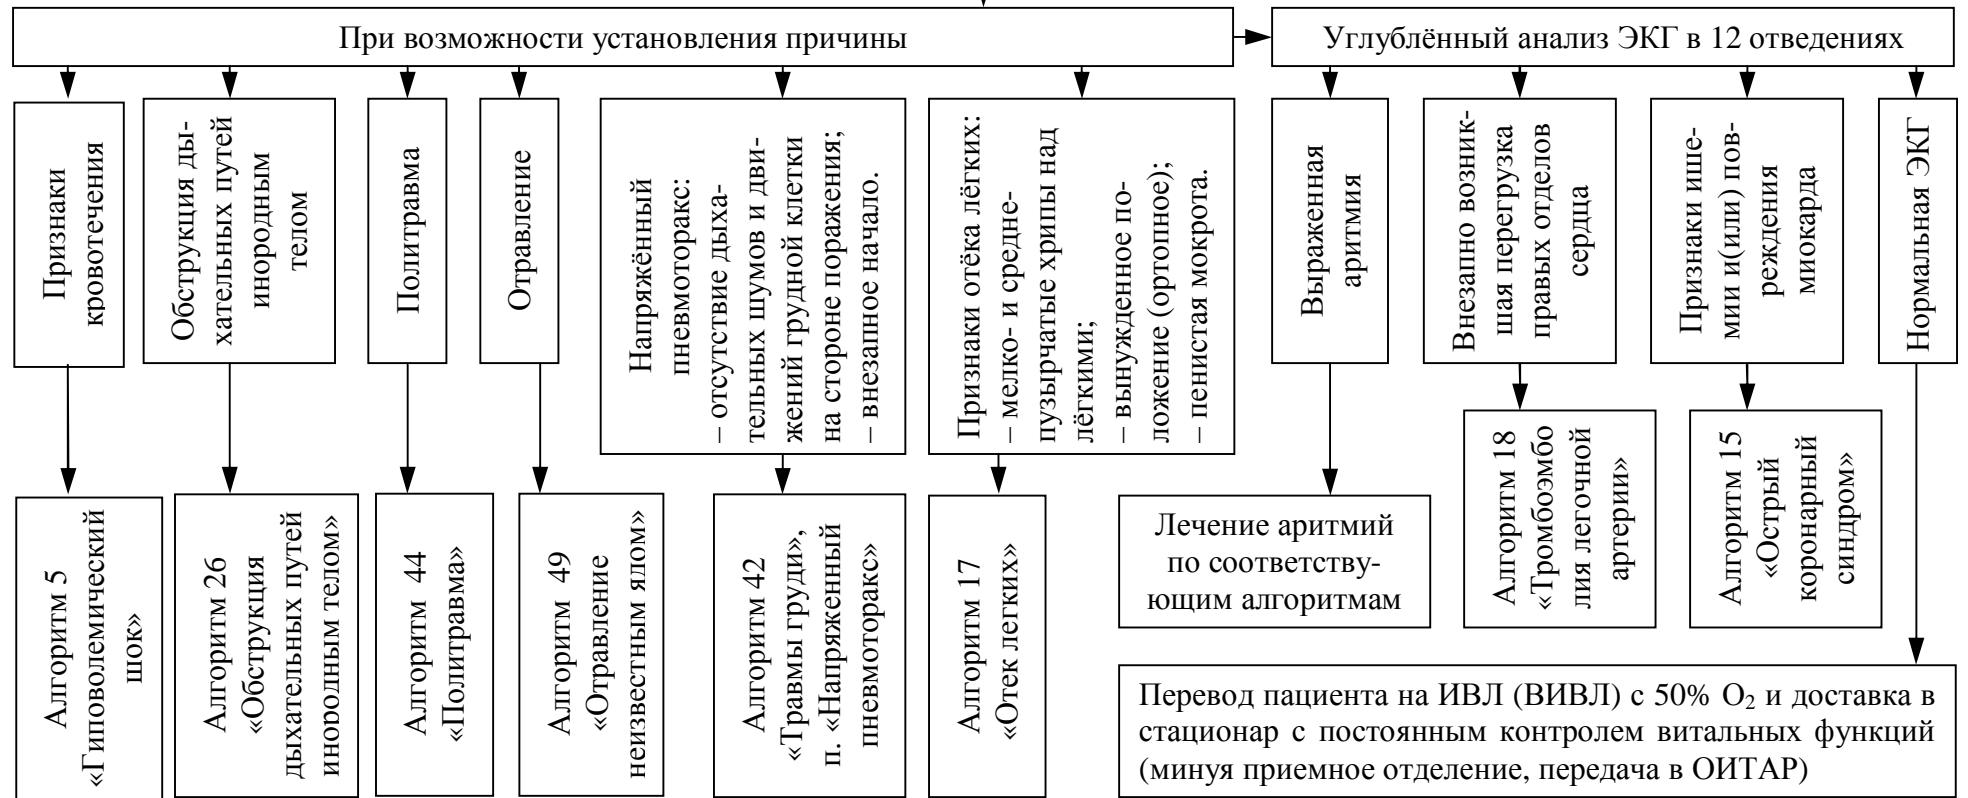 При возможности установления причины
Углублённый анализ ЭКГ в 12 отведениях
Признаки
кровотечения
Обструкция ды-
хательных путей
инородным
телом
Политравма
Отравление
Напряжённый
пневмоторакс:
– отсутствие дыха-
тельных шумов и дви-
жений грудной клетки
на стороне поражения;
– внезапное начало.
Признаки отёка лёгких:
– мелко- и средне-
пузырчатые хрипы над
лёгкими;
– вынужденное по-
ложение (ортопное);
– пенистая мокрота.
Выраженная
аритмия
Внезапно возник-
шая перегрузка
правых отделов
сердца
Признаки ише-
мии и(или) пов-
реждения
миокарда
Нормальная ЭКГ
Алгоритм 5
«Гиповолемический
шок»
Алгоритм 26
«Обструкция
дыхательных путей
инородным телом»
Алгоритм 44
«Политравма»
Алгоритм 49
«Отравление
неизвестным ядом»
Алгоритм 42
«Травмы груди»,
п. «Напряженный
пневмоторакс»
Алгоритм 17
«Отек легких»
Лечение аритмий
по соответству-
ющим алгоритмам
Алгоритм 18
«Тромбоэмбо
лия легочной
артерии»
Алгоритм 15
«Острый
коронарный
синдром»
Перевод пациента на ИВЛ (ВИВЛ) с 50% O₂ и доставка в
стационар с постоянным контролем витальных функций
(минуя приемное отделение, передача в ОИТАР)